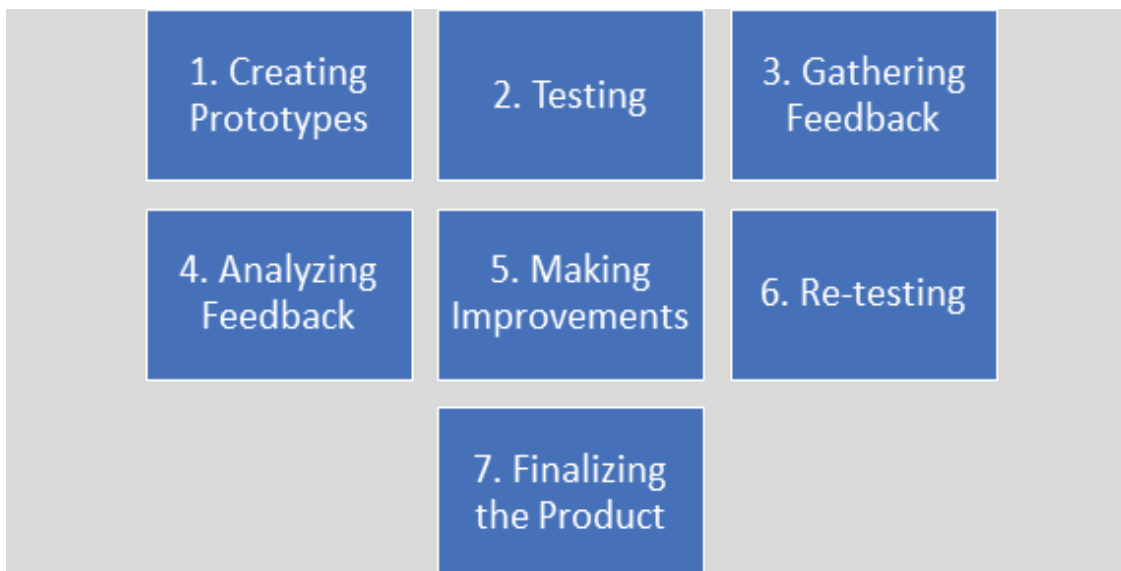 1. Creating
Prototypes
2. Testing
3. Gathering
Feedback
4. Analyzing
Feedback
5. Making
Improvements
6. Re-testing
7. Finalizing
the Product